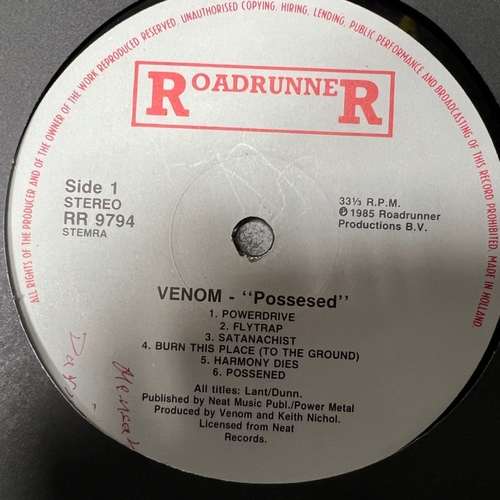 ALL RIGHTS OF THE PRODUCER AND OF THE OWNER OF THE WORK REPRODUCED RESERVED, UNAUTHORISED COPYING, HIRING, LENDING, PUBLIC PERFORMANCE AND BROADCASTING OF THIS RECORD PROHIBITED. MADE IN HOLLAND
ROADRUNNER
Side 1
STEREO
RR 9794
STEMRA
33⅓ R.P.M.
℗ 1985 Roadrunner
Productions B.V.
VENOM - "Possesed"
1. POWERDRIVE
2. FLYTRAP
3. SATANACHIST
4. BURN THIS PLACE (TO THE GROUND)
5. HARMONY DIES
6. POSSENED
All titles: Lant/Dunn.
Published by Neat Music Publ./Power Metal
Produced by Venom and Keith Nichol.
Licensed from Neat
Records.